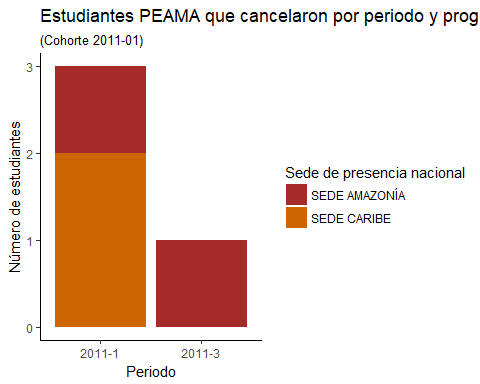 Estudiantes PEAMA que cancelaron por periodo y prog
(Cohorte 2011-01)
Número de estudiantes
3
2
1
0
2011-1 2011-3
Periodo
Sede de presencia nacional
SEDE AMAZONÍA
SEDE CARIBE